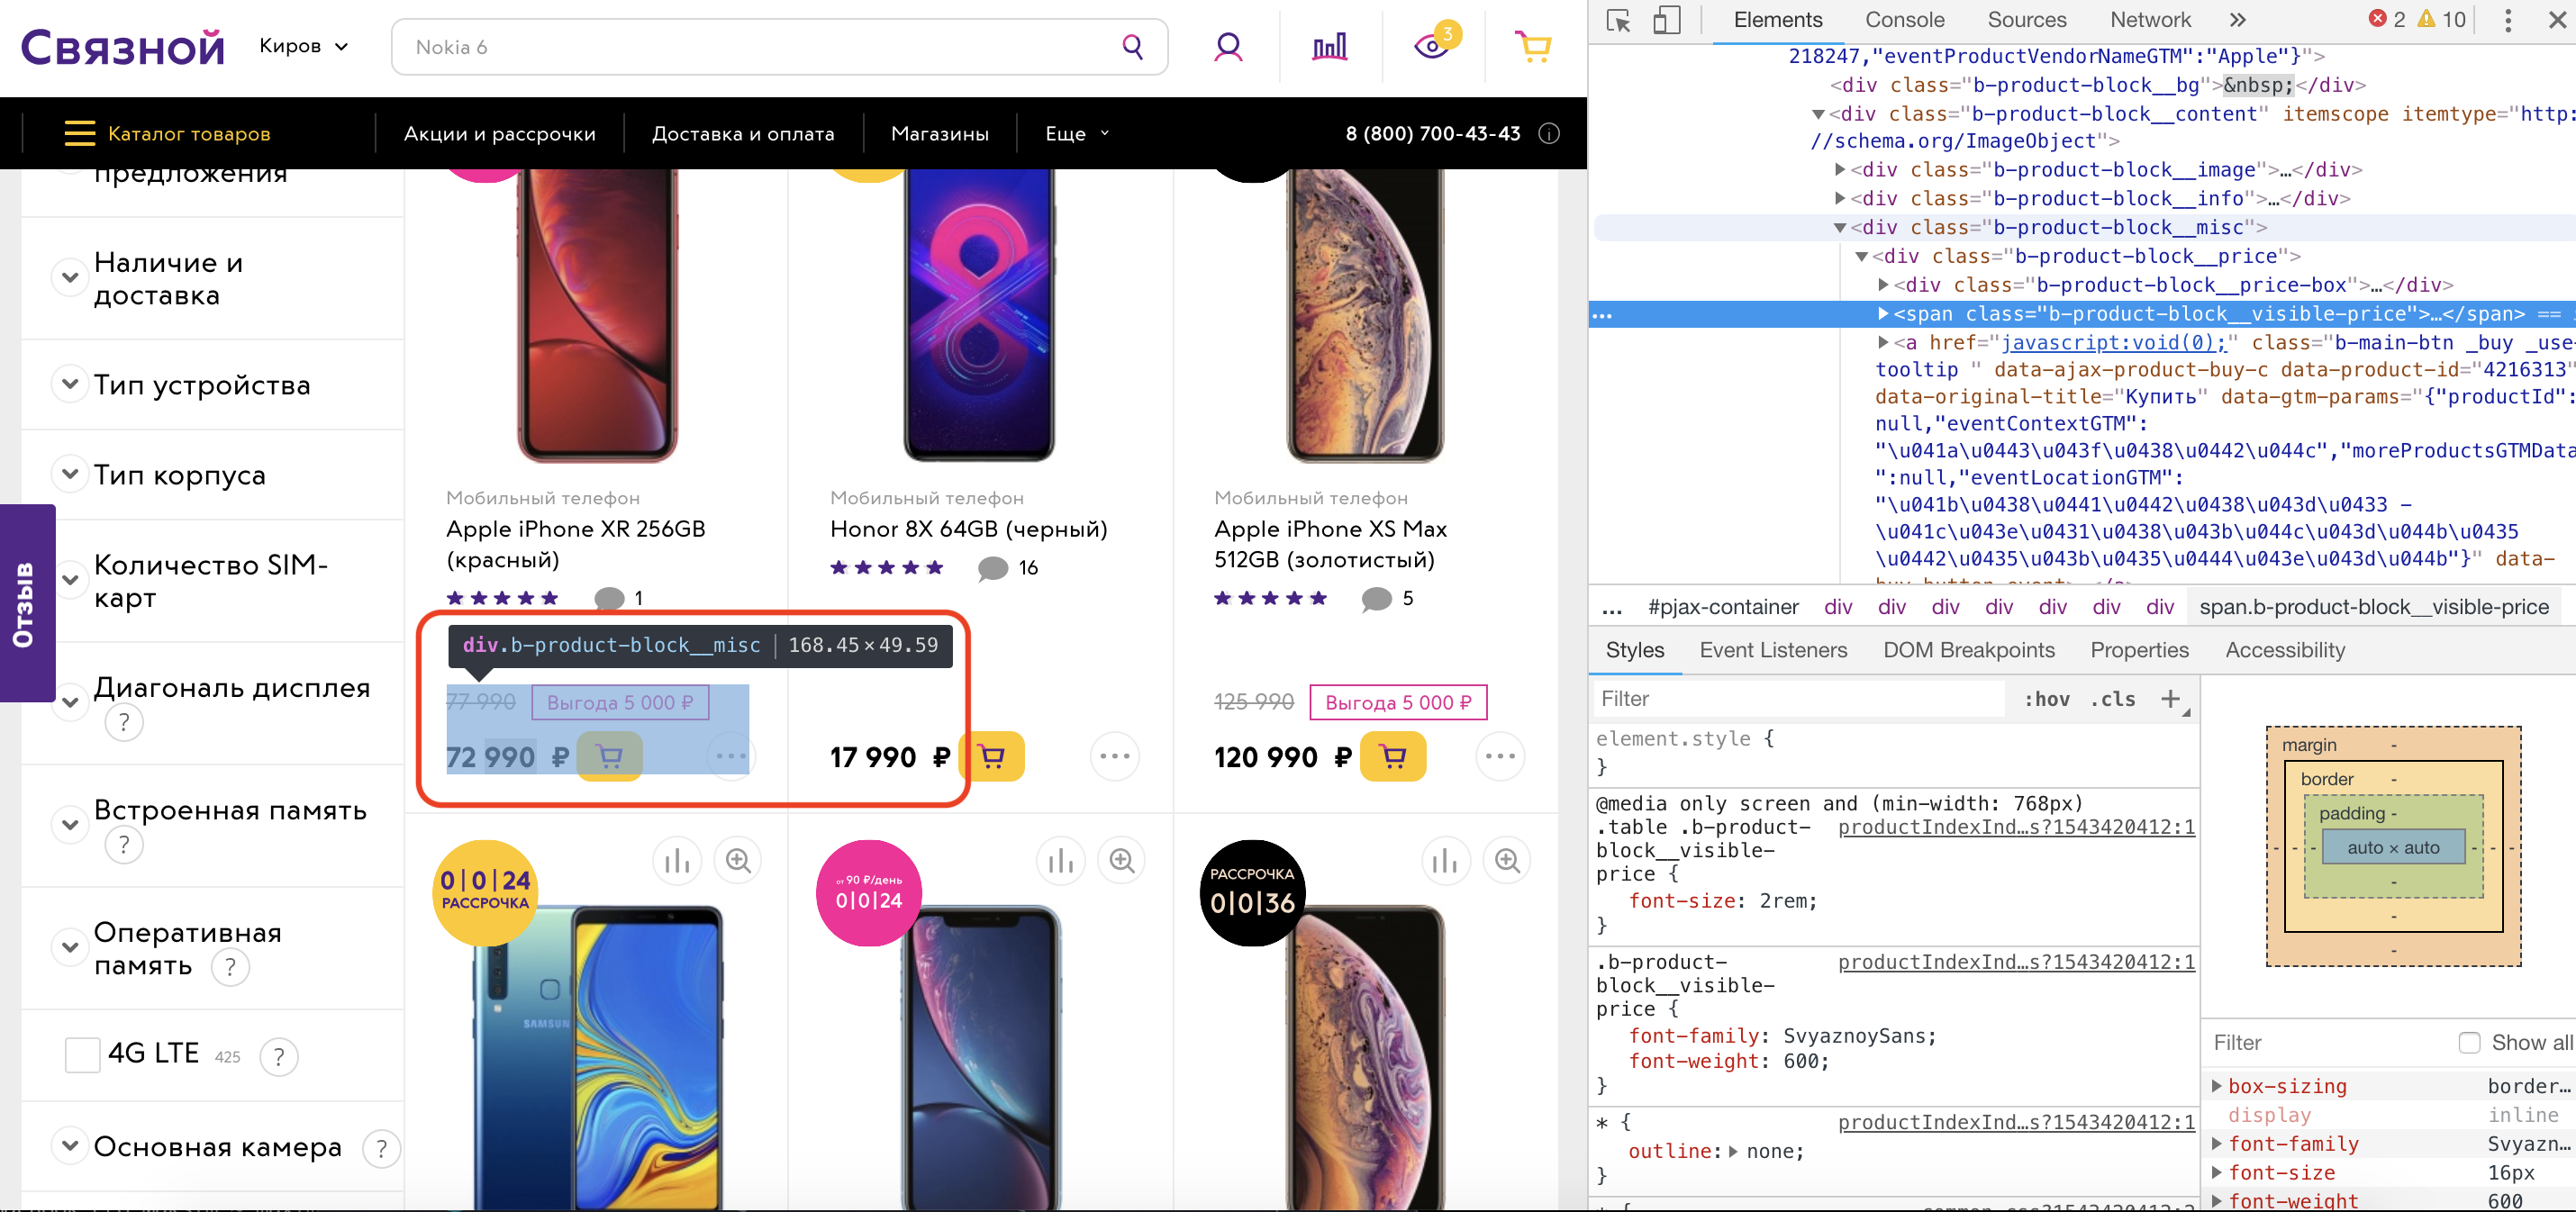 Связной
Киров
Nokia 6
3
Каталог товаров
Акции и рассрочки
Доставка и оплата
Магазины
Еще
8 (800) 700-43-43
предложения
Наличие и
доставка
Тип устройства
Тип корпуса
Количество SIM-
карт
Диагональ дисплея
?
Встроенная память
?
Оперативная
память ?
4G LTE 425 ?
Основная камера ?
Отзыв
Мобильный телефон
Apple iPhone XR 256GB
(красный)
1
div.b-product-block__misc | 168.45×49.59
77 990 Выгода 5 000 ₽
72 990 ₽
Мобильный телефон
Honor 8X 64GB (черный)
16
17 990 ₽
Мобильный телефон
Apple iPhone XS Max
512GB (золотистый)
5
125 990 Выгода 5 000 ₽
120 990 ₽
0|0|24
РАССРОЧКА
от 90 ₽/день
0|0|24
РАССРОЧКА
0|0|36
SAMSUNG
Elements Console Sources Network » 2 10
218247,"eventProductVendorNameGTM":"Apple"}">
<div class="b-product-block__bg">&nbsp;</div>
▼<div class="b-product-block__content" itemscope itemtype="http:
//schema.org/ImageObject">
▶<div class="b-product-block__image">…</div>
▶<div class="b-product-block__info">…</div>
▼<div class="b-product-block__misc">
▼<div class="b-product-block__price">
▶<div class="b-product-block__price-box">…</div>
… ▶<span class="b-product-block__visible-price">…</span> ==
▶<a href="javascript:void(0);" class="b-main-btn _buy _use-
tooltip " data-ajax-product-buy-c data-product-id="4216313"
data-original-title="Купить" data-gtm-params="{"productId":
null,"eventContextGTM":
"\u041a\u0443\u043f\u0438\u0442\u044c","moreProductsGTMData
":null,"eventLocationGTM":
"\u041b\u0438\u0441\u0442\u0438\u043d\u0433 -
\u041c\u043e\u0431\u0438\u043b\u044c\u043d\u044b\u0435
\u0442\u0435\u043b\u0435\u0444\u043e\u043d\u044b"}" data-
… #pjax-container div div div div div div div span.b-product-block__visible-price
Styles Event Listeners DOM Breakpoints Properties Accessibility
Filter :hov .cls +
element.style {
}
@media only screen and (min-width: 768px)
.table .b-product- productIndexInd…s?1543420412:1
block__visible-
price {
font-size: 2rem;
}
.b-product- productIndexInd…s?1543420412:1
block__visible-
price {
font-family: SvyaznoySans;
font-weight: 600;
}
* { productIndexInd…s?1543420412:1
outline:▶ none;
}
margin -
border -
padding -
- - - auto × auto - - -
-
-
-
Filter Show all
▶ box-sizing border…
display inline
▶ font-family Svyazn…
▶ font-size 16px
▶ font-weight 600